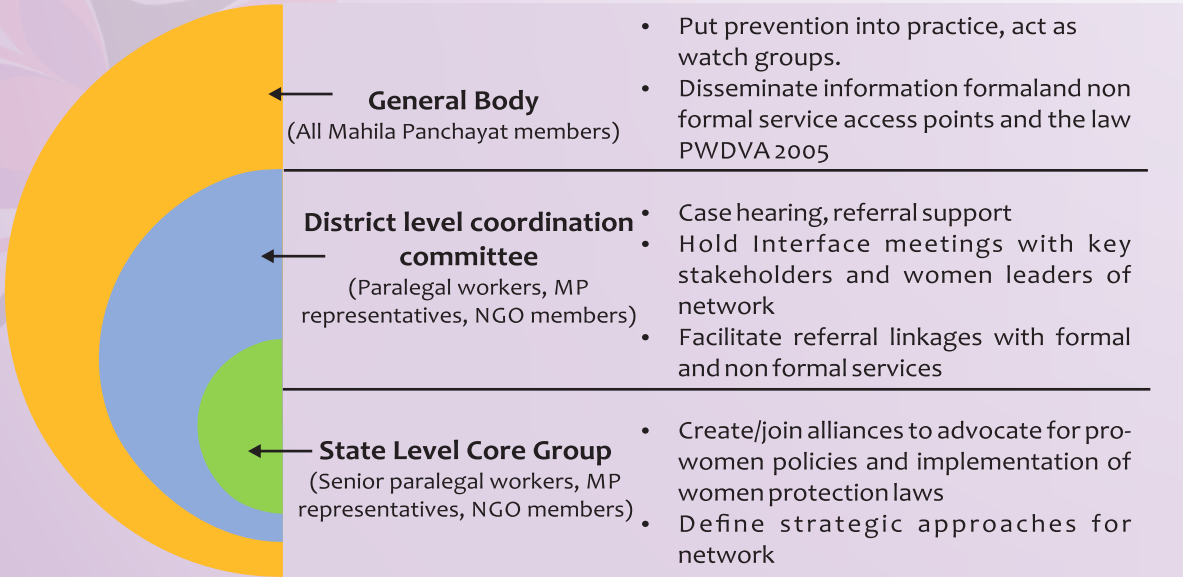 General Body
(All Mahila Panchayat members)
• Put prevention into practice, act as
watch groups.
• Disseminate information formaland non
formal service access points and the law
PWDVA 2005
District level coordination
committee
(Paralegal workers, MP
representatives, NGO members)
• Case hearing, referral support
• Hold Interface meetings with key
stakeholders and women leaders of
network
• Facilitate referral linkages with formal
and non formal services
State Level Core Group
(Senior paralegal workers, MP
representatives, NGO members)
• Create/join alliances to advocate for pro-
women policies and implementation of
women protection laws
• Define strategic approaches for
network